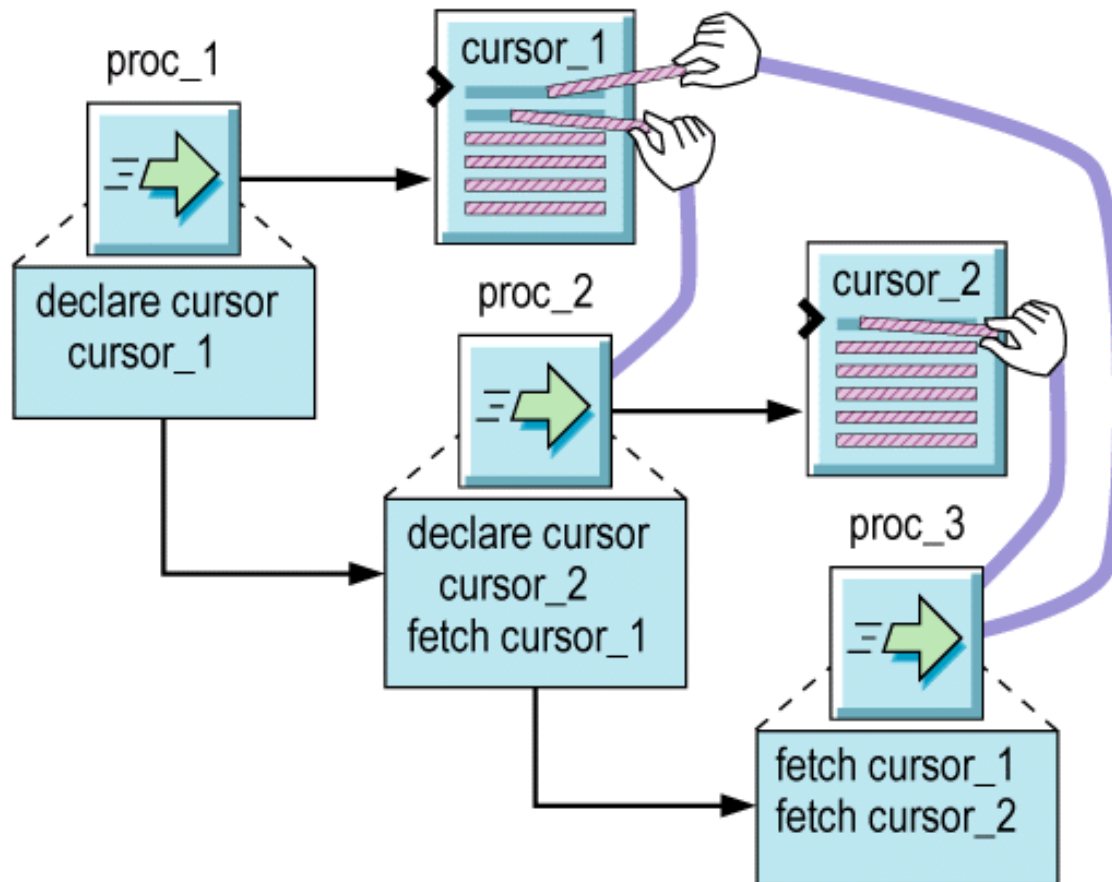 proc_1
cursor_1
declare cursor
cursor_1
proc_2
cursor_2
declare cursor
cursor_2
fetch cursor_1
proc_3
fetch cursor_1
fetch cursor_2